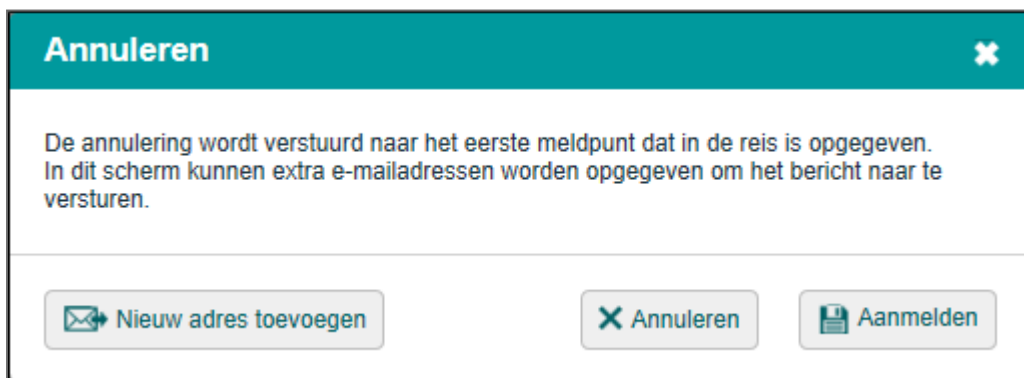 Annuleren
De annulering wordt verstuurd naar het eerste meldpunt dat in de reis is opgegeven.
In dit scherm kunnen extra e-mailadressen worden opgegeven om het bericht naar te
versturen.
Nieuw adres toevoegen
Annuleren
Aanmelden